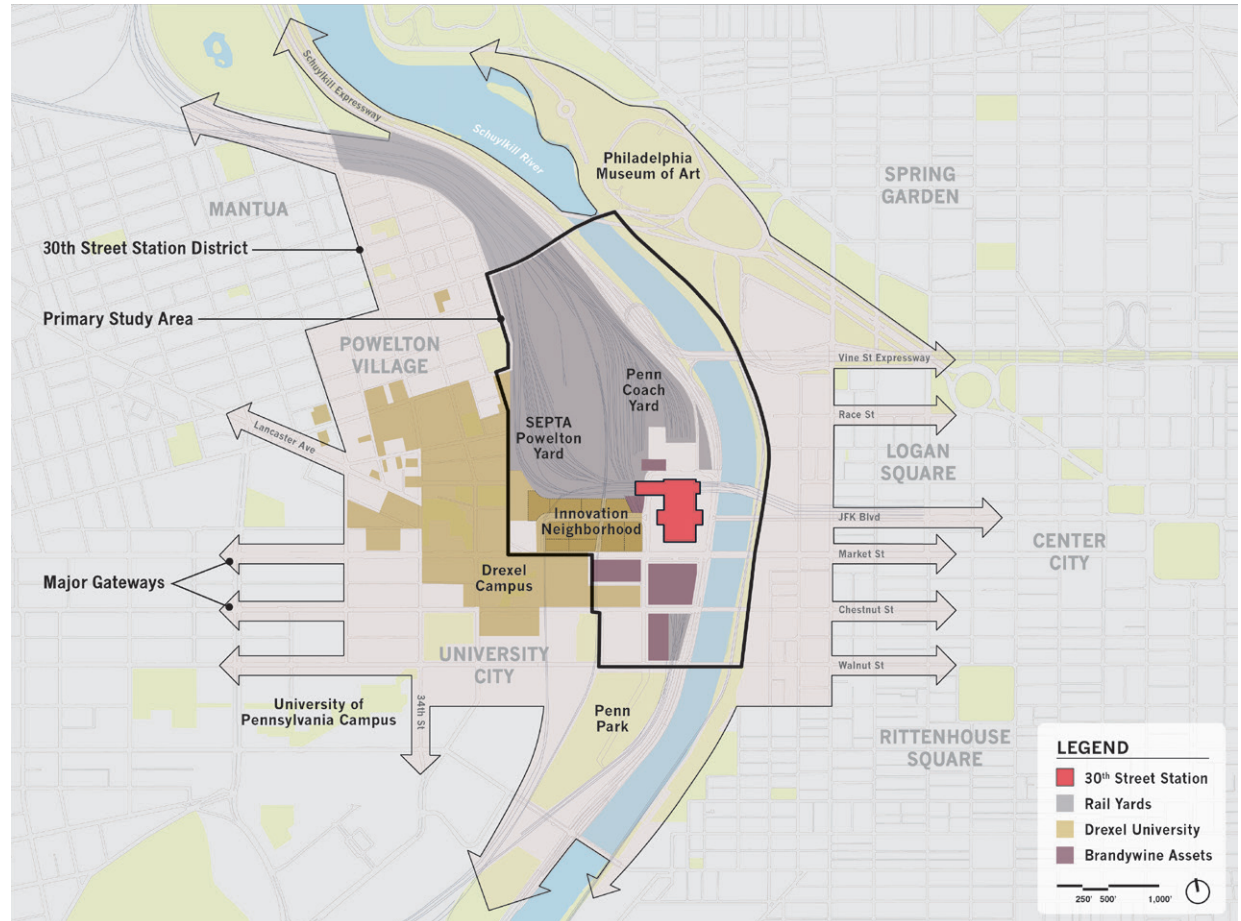 Schuylkill Expressway
Schuylkill River
Philadelphia
Museum of Art
SPRING
GARDEN
MANTUA
30th Street Station District
Primary Study Area
POWELTON
VILLAGE
Vine St Expressway
Penn
Coach
Yard
Race St
SEPTA
Powelton
Yard
Lancaster Ave
LOGAN
SQUARE
Innovation
Neighborhood
JFK Blvd
CENTER
CITY
Market St
Major Gateways
Drexel
Campus
Chestnut St
UNIVERSITY
CITY
Walnut St
University of
Pennsylvania Campus
34th St
Penn
Park
RITTENHOUSE
SQUARE
LEGEND
30th Street Station
Rail Yards
Drexel University
Brandywine Assets
250' 500' 1,000'